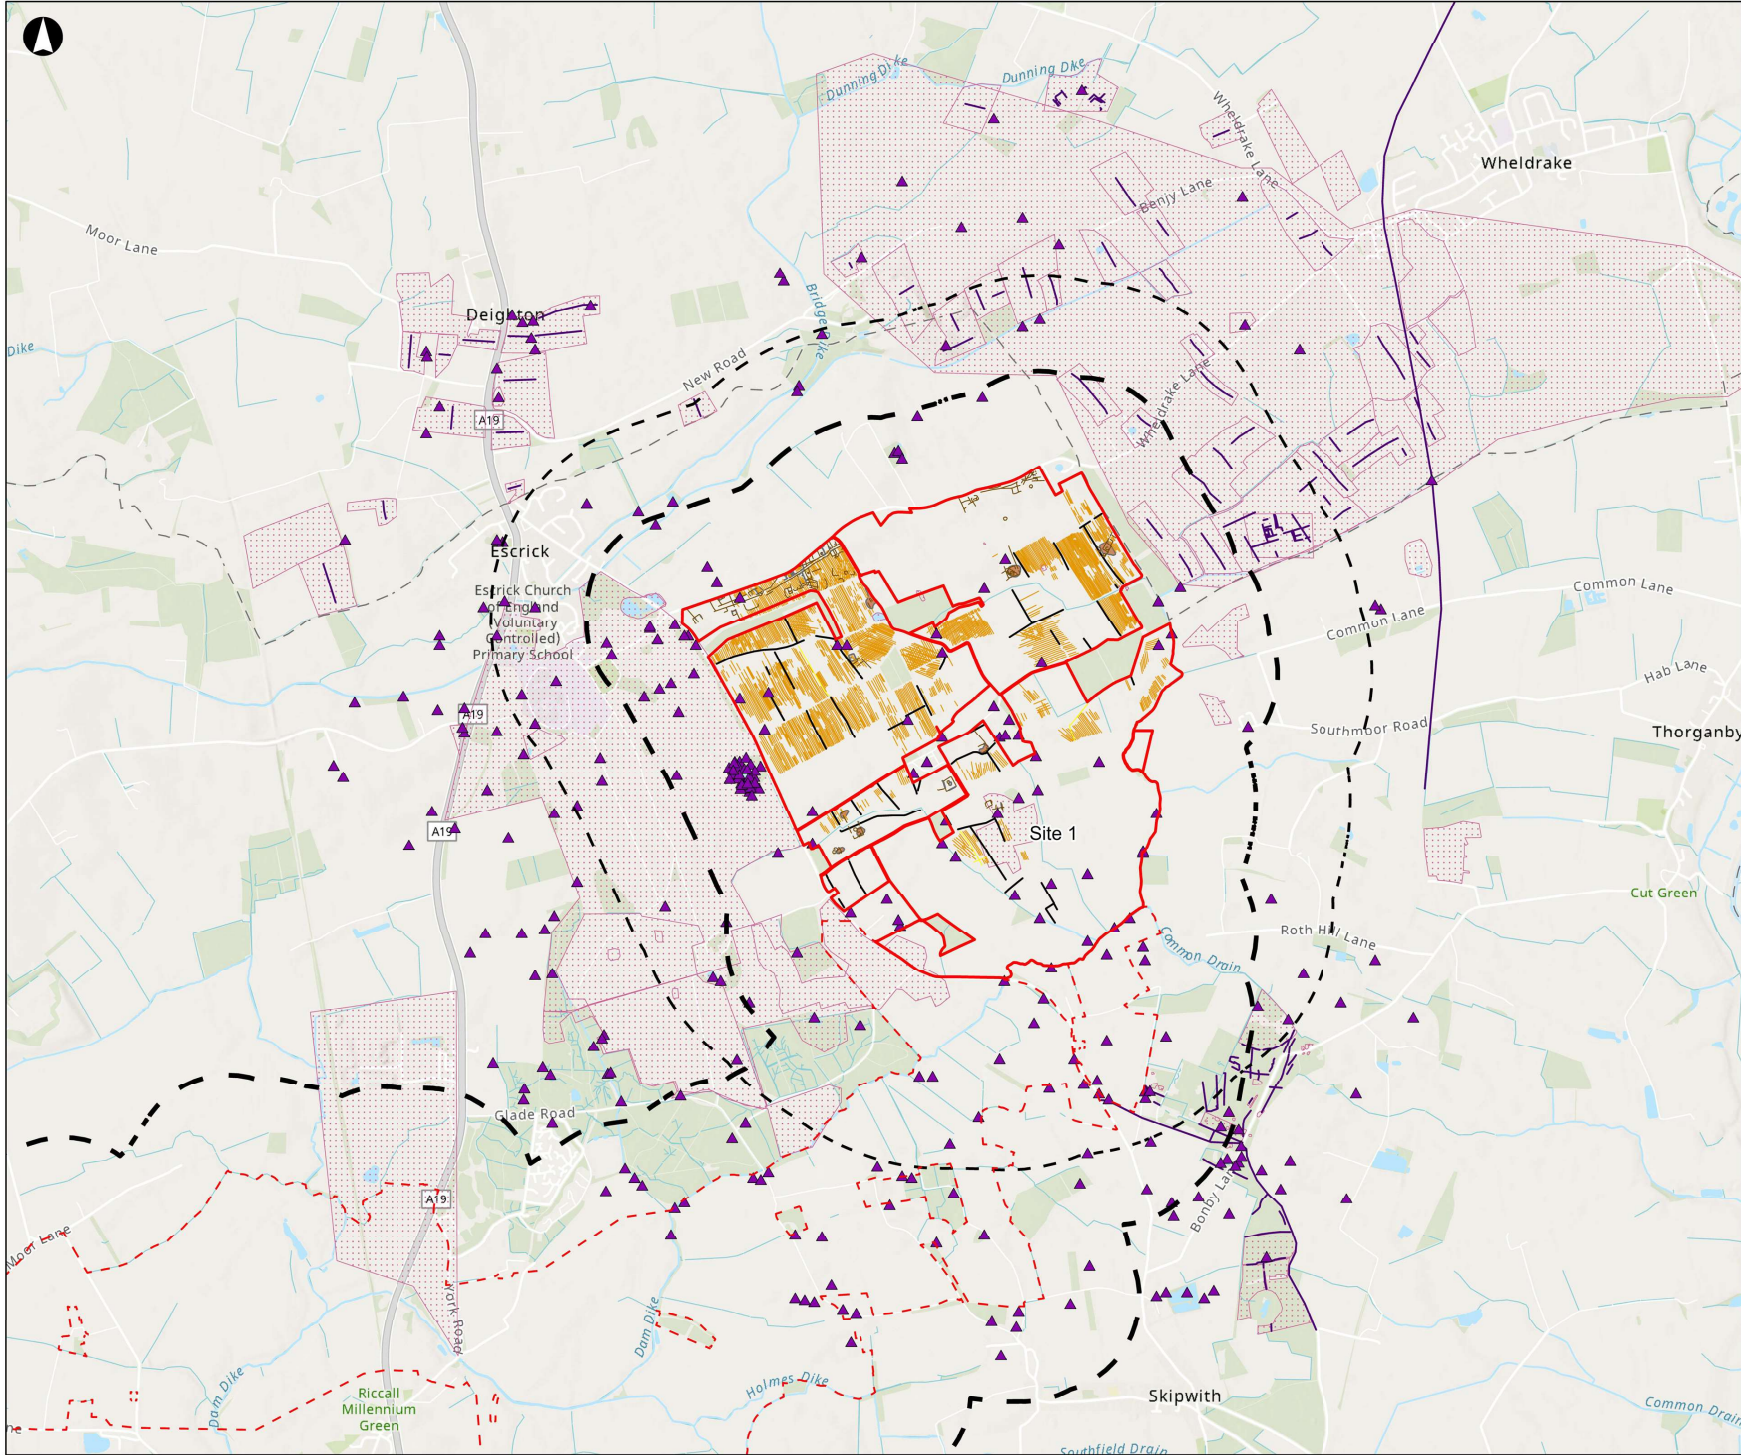 Dunning Dike
Dunning Dike
Wheldrake Lane
Wheldrake
Benjy Lane
Moor Lane
Bridge Dike
Deighton
Dike
New Road
Wheldrake Lane
A19
Escrick
Escrick Church
of England
(Voluntary
Controlled)
Primary School
Common Lane
Common Lane
Hab Lane
A19
Southmoor Road
Thorganby
A19
Site 1
Cut Green
Roth Hill Lane
Common Drain
Glade Road
A19
Bonby Lan
Moor Lane
York Road
Dam Dike
Dam Dike
Holmes Dike
Riccall
Millennium
Green
Skipwith
Common Drain
Southfield Drain